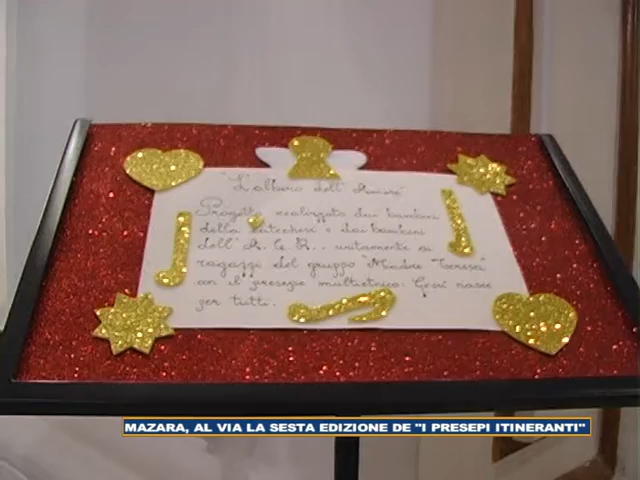 "L'albero dell'Amore"
Progetto realizzato dai bambini
della catechesi e dai bambini
dell'A.C.R.. unitamente ai
ragazzi del gruppo "Madre Teresa"
con il presepe multietnico: Gesù nasce
per tutti.
MAZARA, AL VIA LA SESTA EDIZIONE DE "I PRESEPI ITINERANTI"